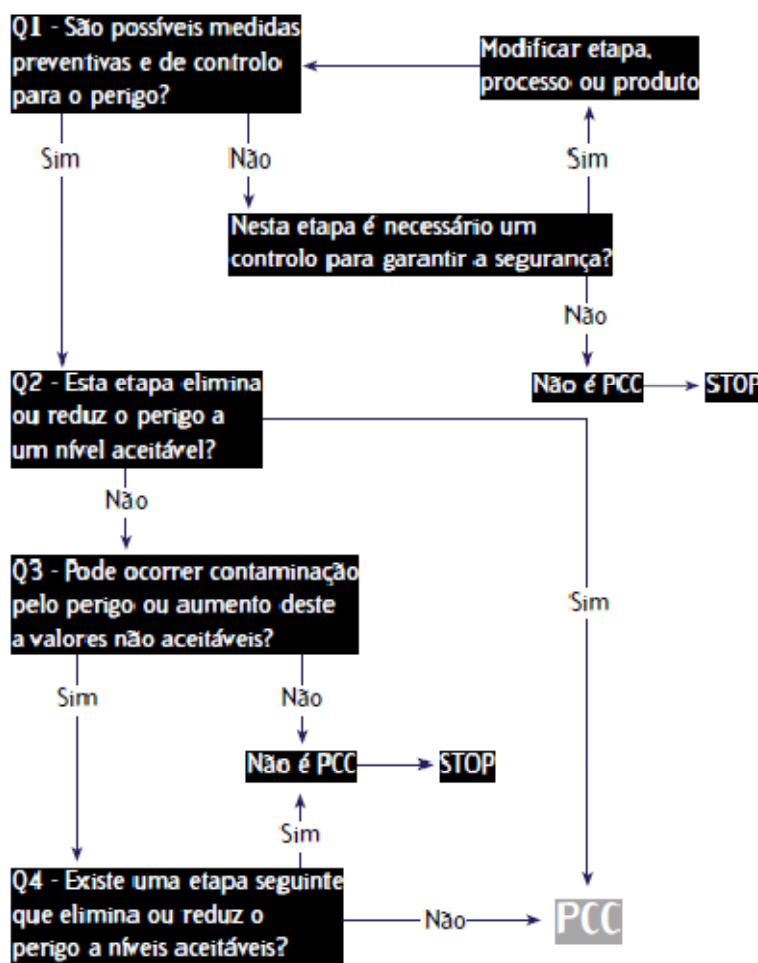 Q1 - São possíveis medidas
preventivas e de controlo
para o perigo?
Modificar etapa,
processo ou produto
Sim
Não
Sim
Nesta etapa é necessário um
controlo para garantir a segurança?
Não
Não é PCC
STOP
Q2 - Esta etapa elimina
ou reduz o perigo a
um nível aceitável?
Não
Sim
Q3 - Pode ocorrer contaminação
pelo perigo ou aumento deste
a valores não aceitáveis?
Sim
Não
Não é PCC
STOP
Sim
Q4 - Existe uma etapa seguinte
que elimina ou reduz o
perigo a níveis aceitáveis?
Não
PCC